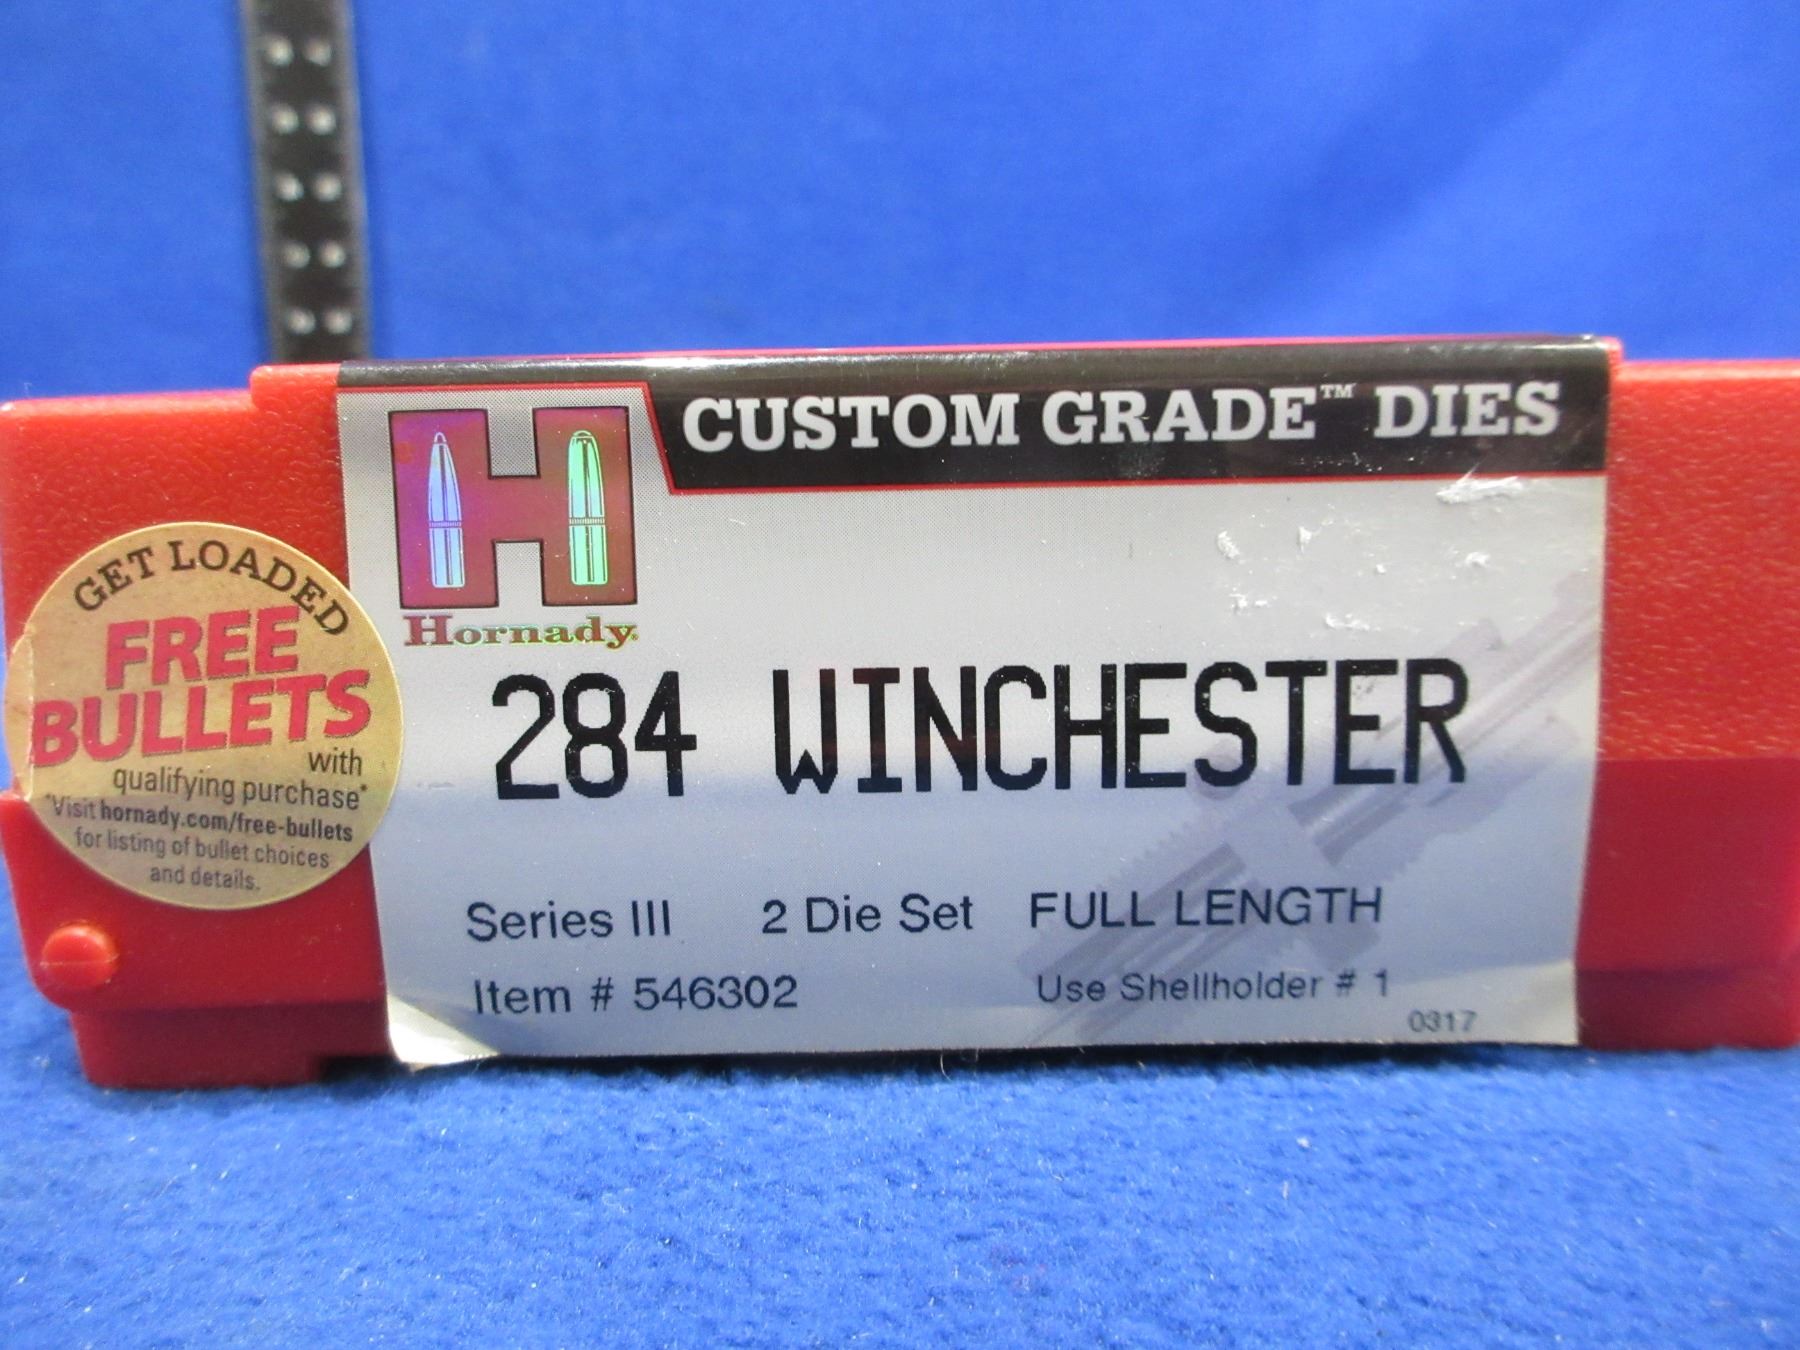 CUSTOM GRADE™ DIES
Hornady®
284 WINCHESTER
Series III 2 Die Set FULL LENGTH
Item # 546302 Use Shellholder # 1
0317
GET LOADED
FREE
BULLETS
with
qualifying purchase*
*Visit hornady.com/free-bullets
for listing of bullet choices
and details.